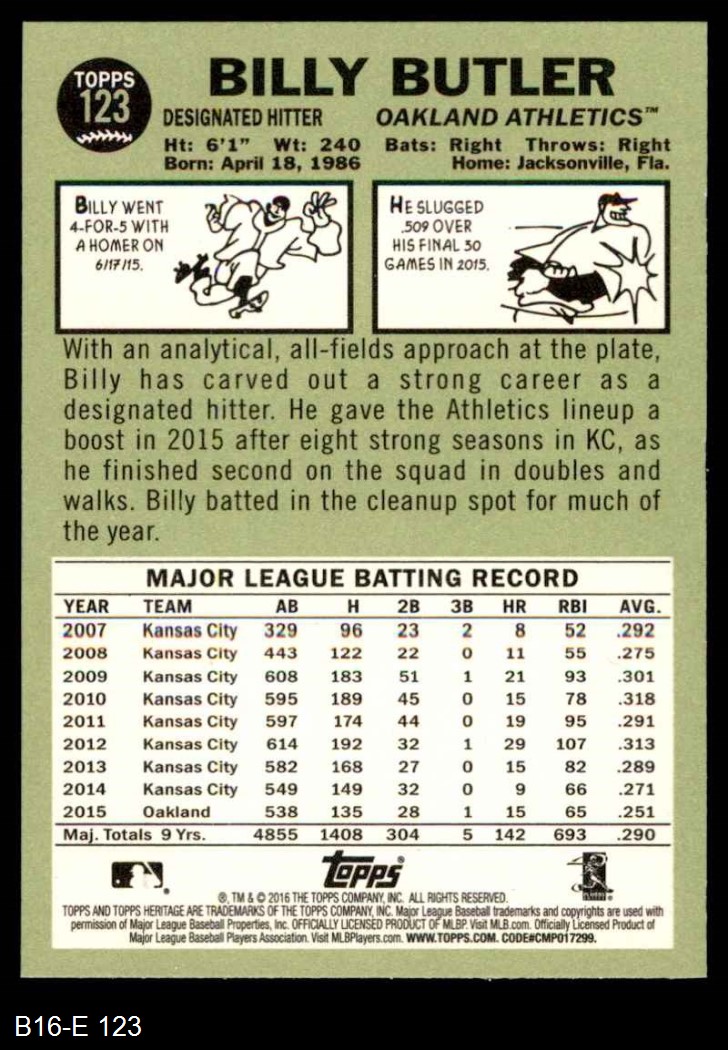 TOPPS
123
BILLY BUTLER
DESIGNATED HITTER OAKLAND ATHLETICS™
Ht: 6'1" Wt: 240 Bats: Right Throws: Right
Born: April 18, 1986 Home: Jacksonville, Fla.
BILLY WENT
4-FOR-5 WITH
A HOMER ON
6/17/15.
HE SLUGGED
.509 OVER
HIS FINAL 30
GAMES IN 2015.
With an analytical, all-fields approach at the plate,
Billy has carved out a strong career as a
designated hitter. He gave the Athletics lineup a
boost in 2015 after eight strong seasons in KC, as
he finished second on the squad in doubles and
walks. Billy batted in the cleanup spot for much of
the year.
MAJOR LEAGUE BATTING RECORD
YEAR TEAM AB H 2B 3B HR RBI AVG.
2007 Kansas City 329 96 23 2 8 52 .292
2008 Kansas City 443 122 22 0 11 55 .275
2009 Kansas City 608 183 51 1 21 93 .301
2010 Kansas City 595 189 45 0 15 78 .318
2011 Kansas City 597 174 44 0 19 95 .291
2012 Kansas City 614 192 32 1 29 107 .313
2013 Kansas City 582 168 27 0 15 82 .289
2014 Kansas City 549 149 32 0 9 66 .271
2015 Oakland 538 135 28 1 15 65 .251
Maj. Totals 9 Yrs. 4855 1408 304 5 142 693 .290
Topps®
®, TM & © 2016 THE TOPPS COMPANY, INC. ALL RIGHTS RESERVED.
TOPPS AND TOPPS HERITAGE ARE TRADEMARKS OF THE TOPPS COMPANY, INC. Major League Baseball trademarks and copyrights are used with
permission of Major League Baseball Properties, Inc. OFFICIALLY LICENSED PRODUCT OF MLBP. Visit MLB.com. Officially Licensed Product of
Major League Baseball Players Association. Visit MLBPlayers.com. WWW.TOPPS.COM. CODE#CMP017299.
B16-E 123